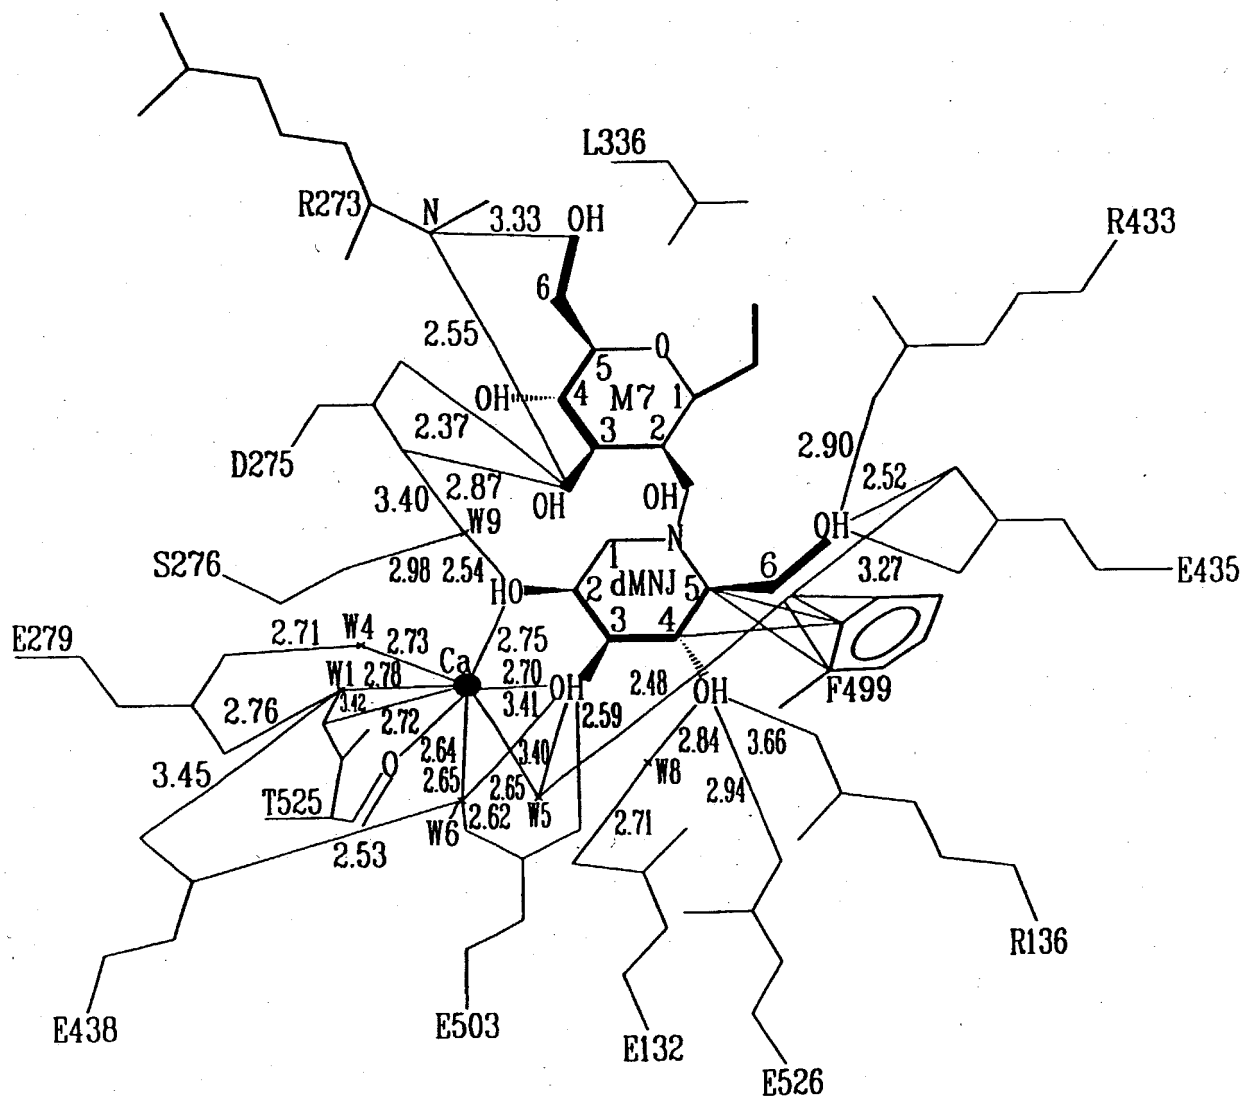 L336
R273
N
3.33
OH
R433
6
2.55
O
5
OH
4
M7
1
3
2
2.37
2.90
D275
2.87
OH
OH
2.52
3.40
W9
OH
N
S276
2.98
2.54
1
HO
2
dMNJ
5
6
3.27
E435
3
4
E279
2.71
W4
2.73
2.75
Ca
W1
2.78
2.70
OH
2.48
OH
F499
3.42
3.41
2.76
2.72
2.59
2.64
3.40
2.84
3.66
O
W8
3.45
2.65
2.65
2.94
T525
W6
2.62
W5
2.71
2.53
R136
E438
E503
E132
E526